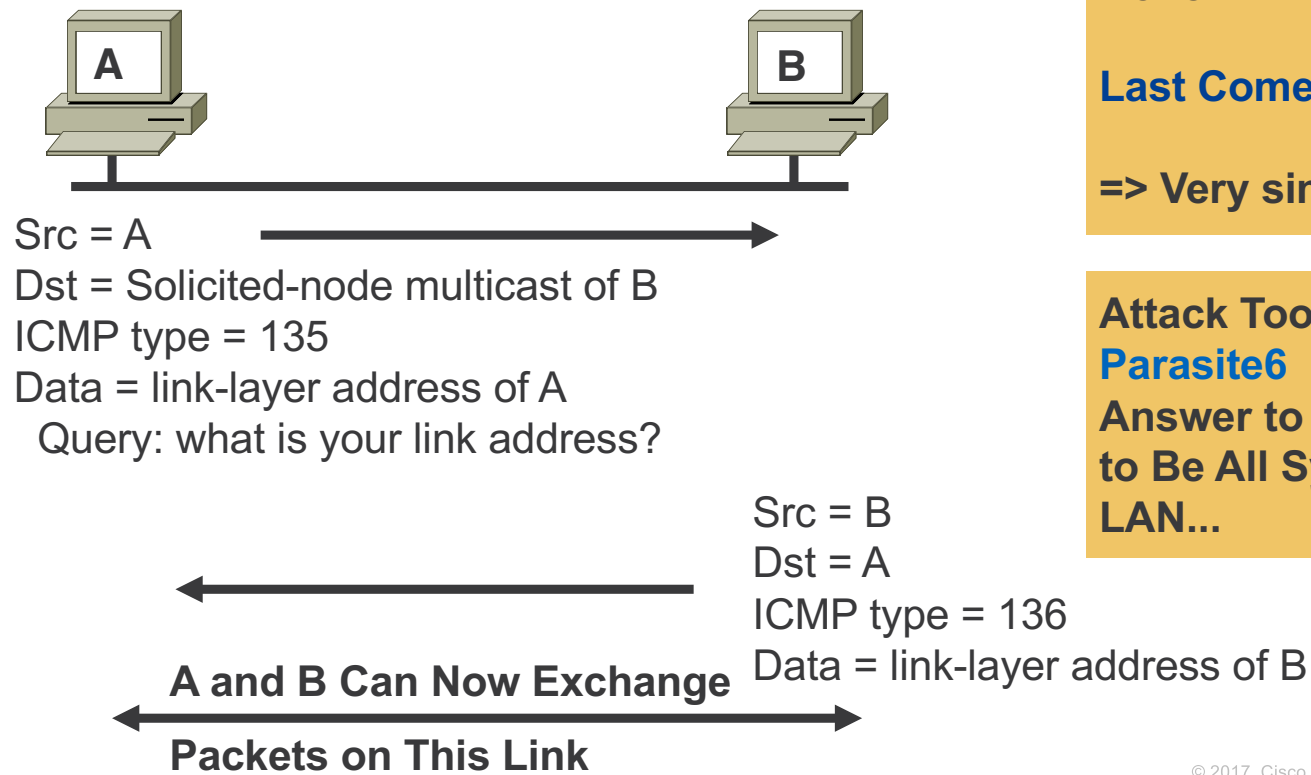 A
B
Last Come
=> Very
Src = A
Dst = Solicited-node multicast of B
ICMP type = 135
Data = link-layer address of A
Query: what is your link address?
Attack
Parasite6
Answer to
to Be All
LAN...
Src = B
Dst = A
ICMP type = 136
Data = link-layer address of B
A and B Can Now Exchange
Packets on This Link
© 2017 Cisco